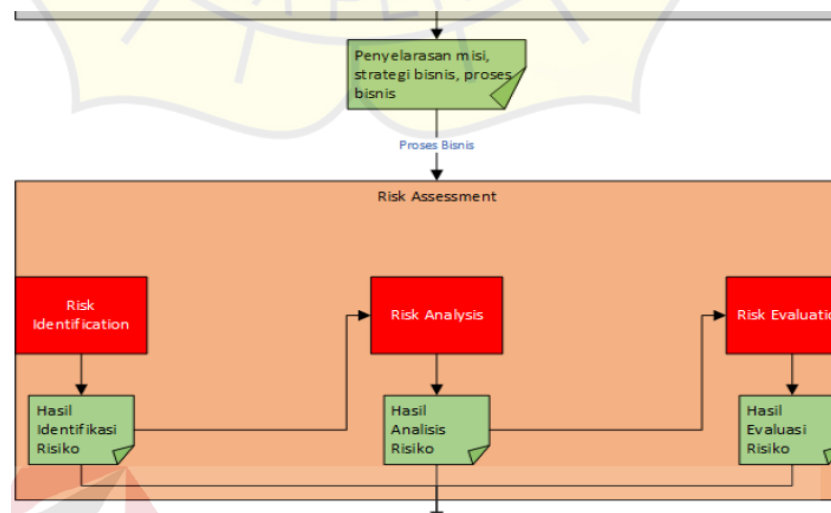 Penyelarasan misi,
strategi bisnis, proses
bisnis
Proses Bisnis
Risk Assessment
Risk
Identification
Risk Analysis
Risk Evaluatio
Hasil
Identifikasi
Risiko
Hasil
Analisis
Risiko
Hasil
Evaluasi
Risiko